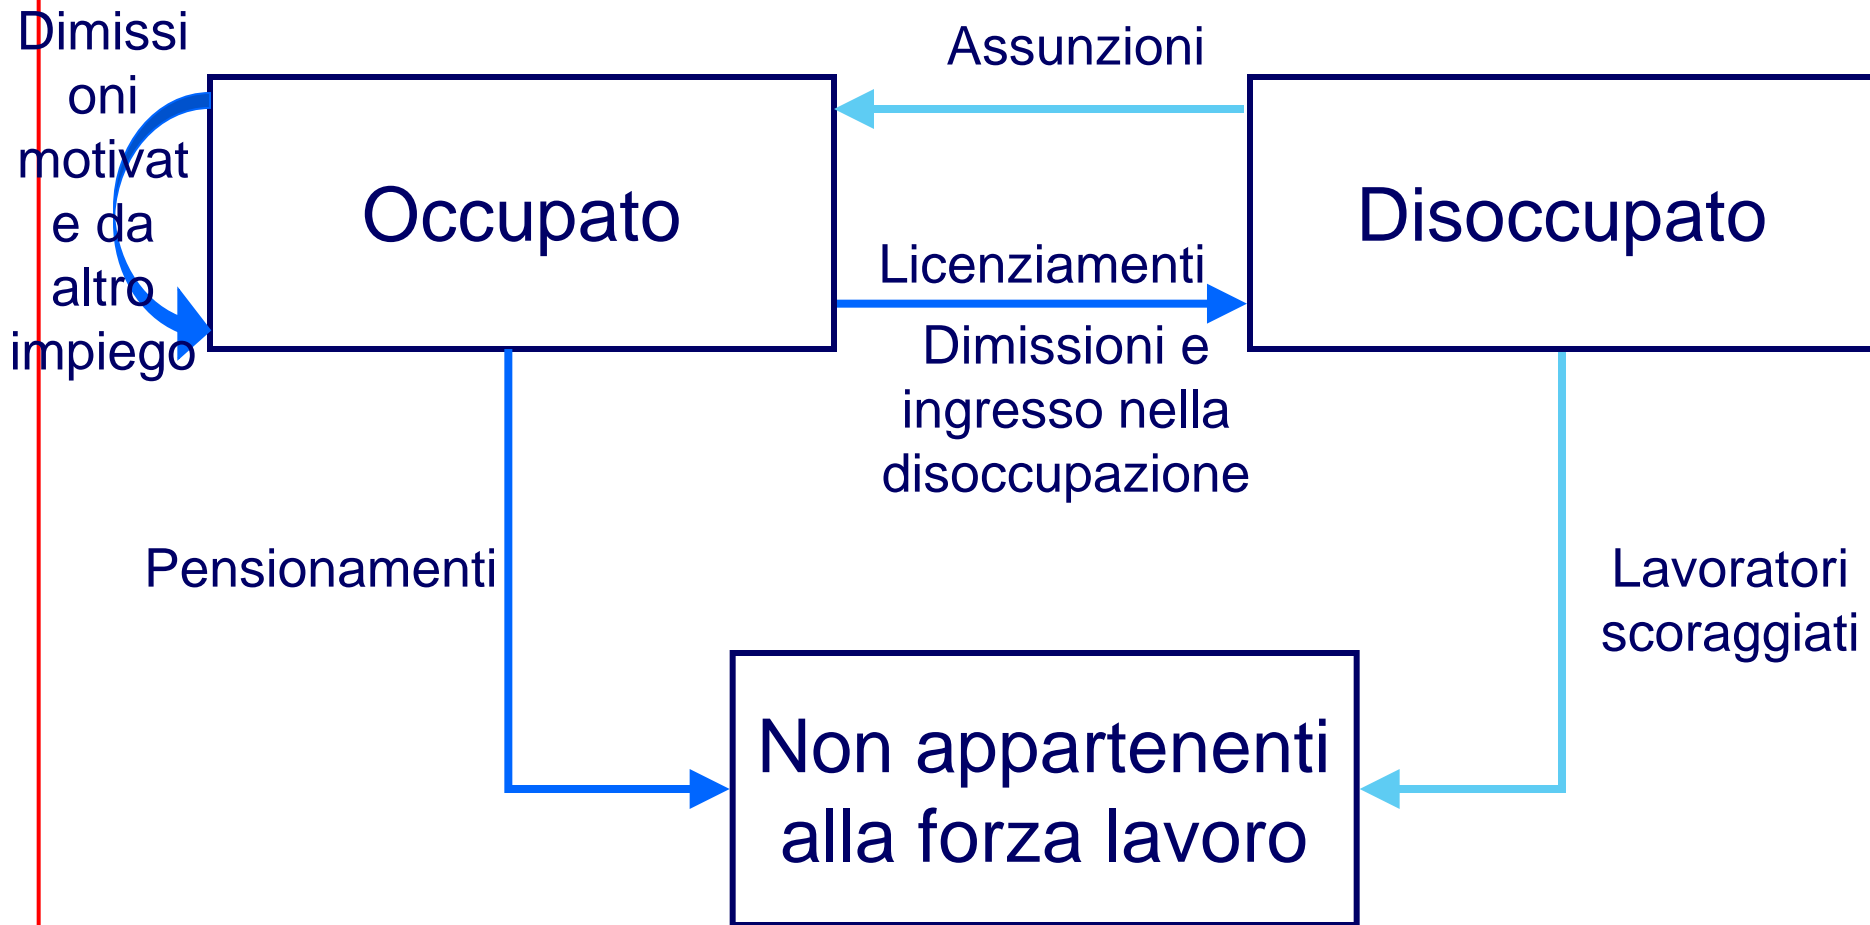 Dimissi
oni
motivat
e da
altro
impiego
Assunzioni
Occupato
Disoccupato
Licenziamenti
Dimissioni e
ingresso nella
disoccupazione
Pensionamenti
Lavoratori
scoraggiati
Non appartenenti
alla forza lavoro